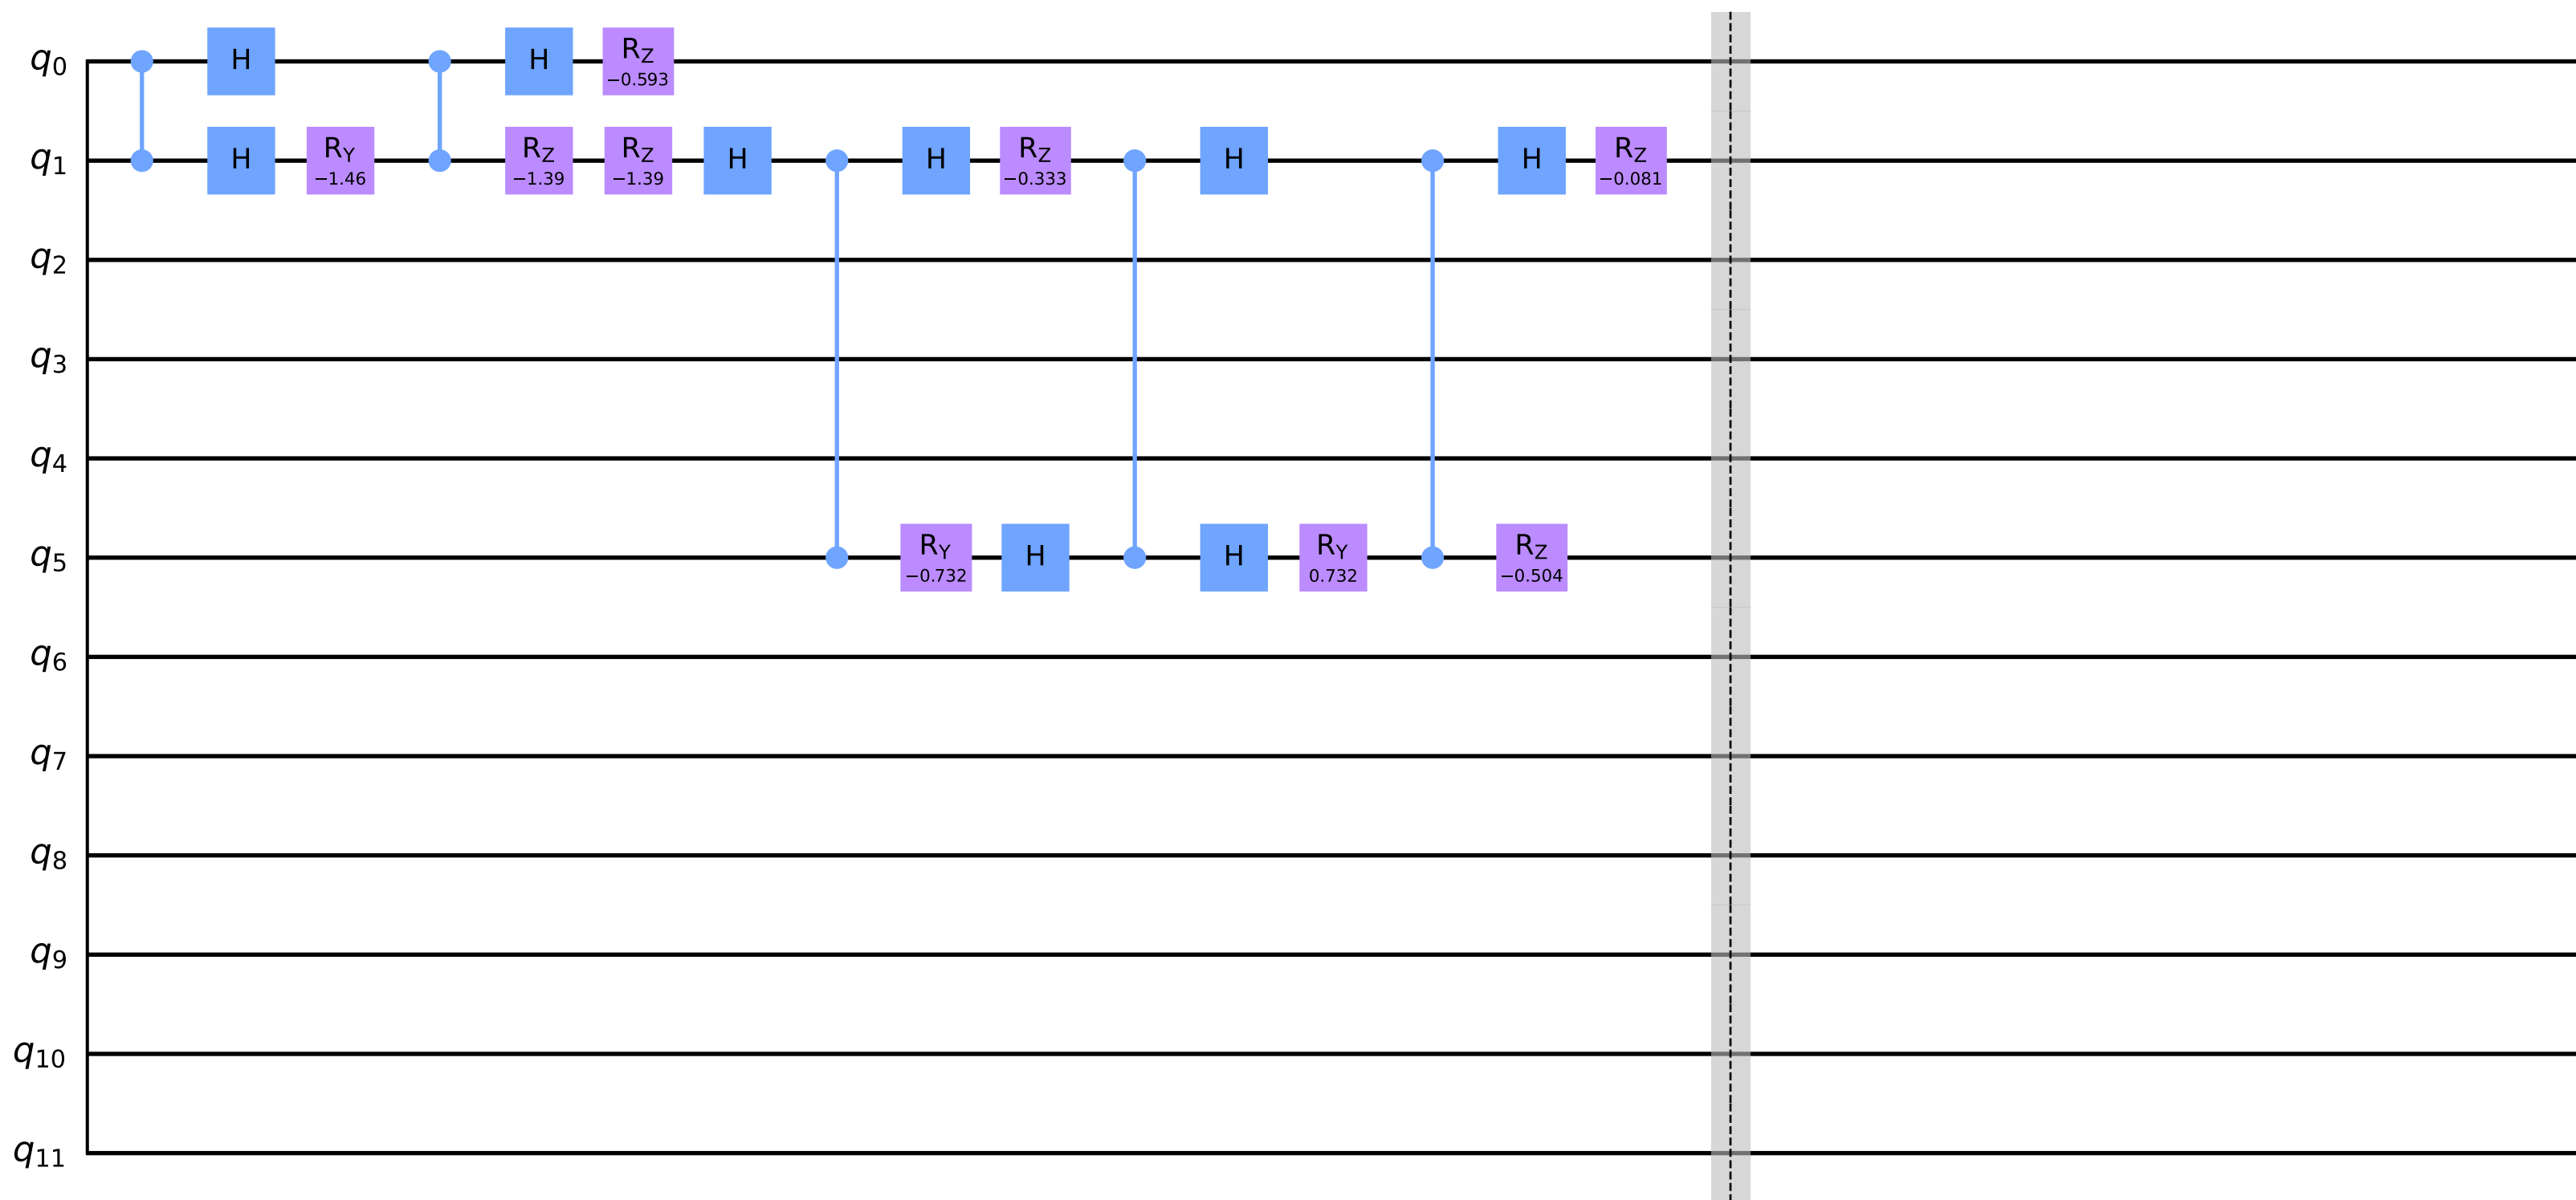 q0 H H RZ −0.593
q1 H RY −1.46 RZ −1.39 RZ −1.39 H H RZ −0.333 H H RZ −0.081
q2
q3
q4
q5 RY −0.732 H H RY 0.732 RZ −0.504
q6
q7
q8
q9
q10
q11